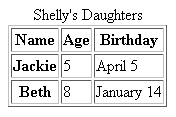 Shelly's Daughters
Name Age Birthday
Jackie 5 April 5
Beth 8 January 14